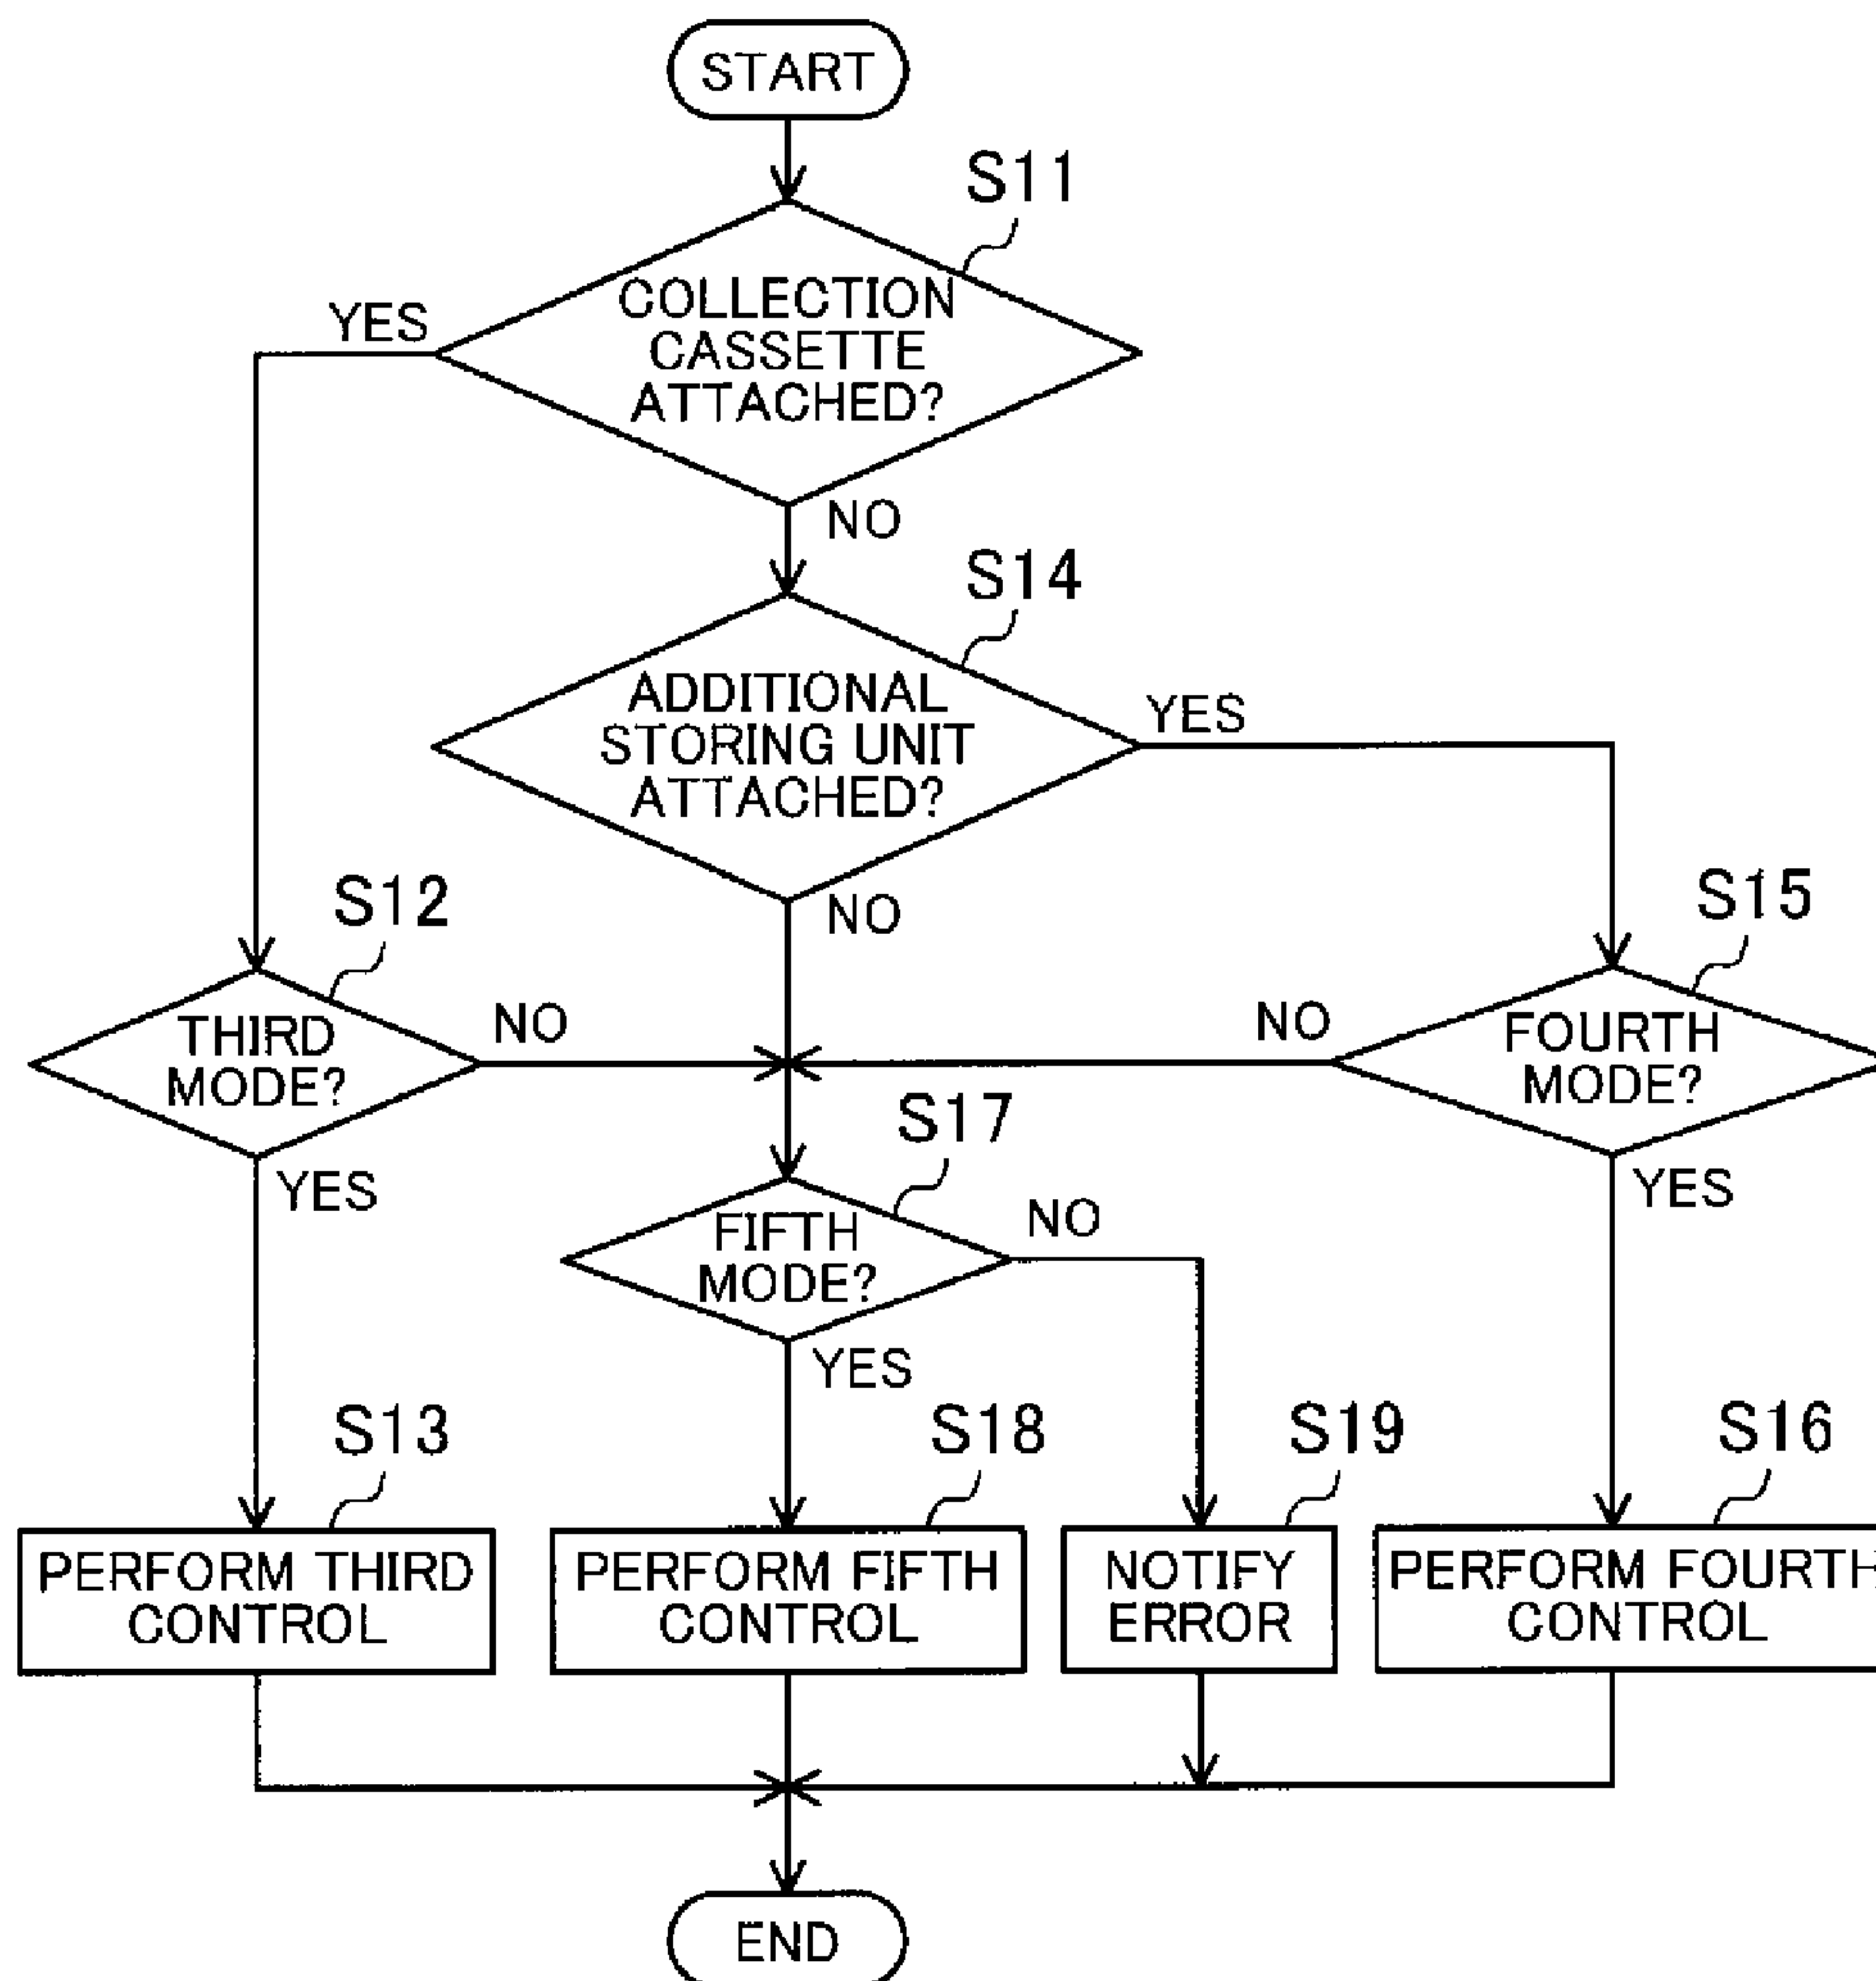 START
S11
COLLECTION
CASSETTE
ATTACHED?
YES
NO
S14
ADDITIONAL
STORING UNIT
ATTACHED?
YES
NO
S12
THIRD
MODE?
NO
YES
S15
FOURTH
MODE?
NO
YES
S17
FIFTH
MODE?
NO
YES
S13
PERFORM THIRD
CONTROL
S18
PERFORM FIFTH
CONTROL
S19
NOTIFY
ERROR
S16
PERFORM FOURTH
CONTROL
END